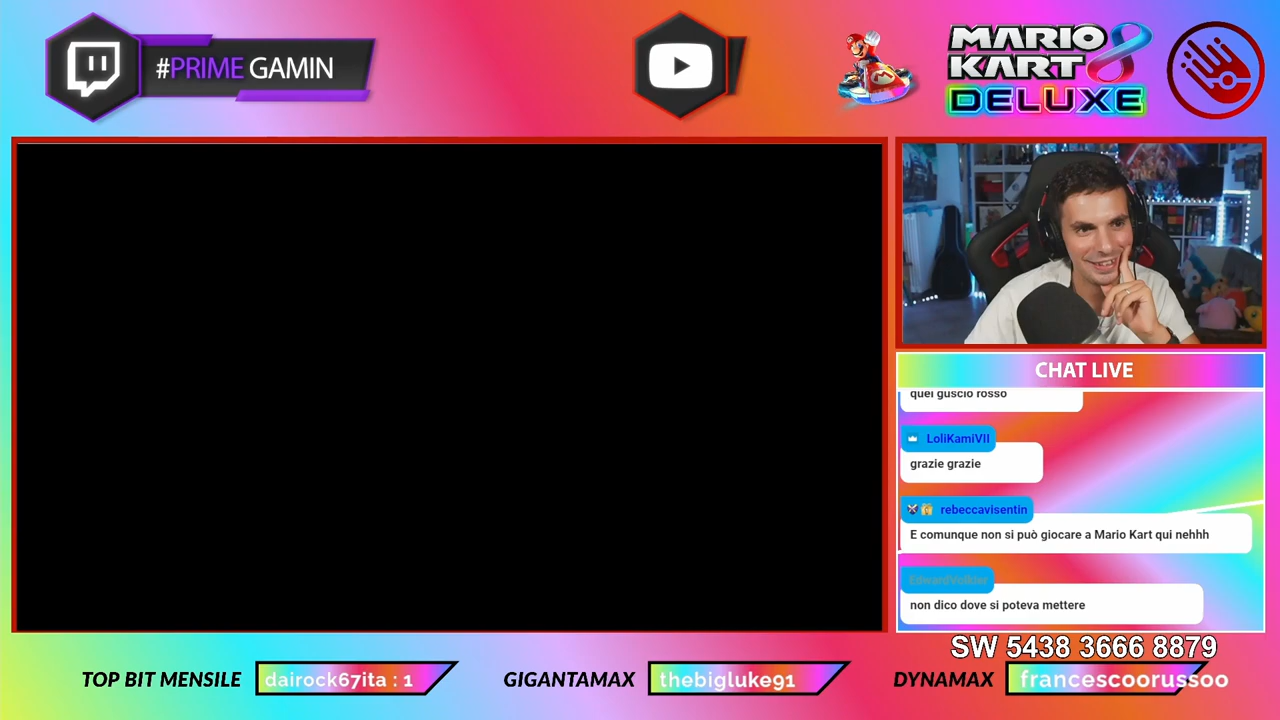 #PRIME GAMIN
MARIO
KART 8
DELUXE
CHAT LIVE
quel guscio rosso
LoliKamiVII
grazie grazie
rebeccavisentin
E comunque non si può giocare a Mario Kart qui nehhh
EdwardVolkler
non dico dove si poteva mettere
SW 5438 3666 8879
TOP BIT MENSILE
dairock67ita : 1
GIGANTAMAX
thebigluke91
DYNAMAX
francescoorussoo